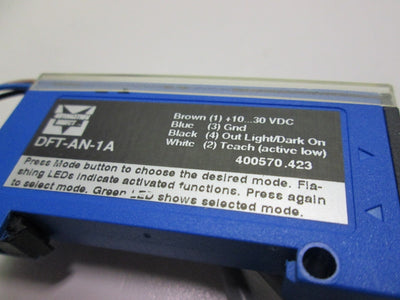 AUTOMATION
DIRECT
DFT-AN-1A
Brown (1) +10...30 VDC
Blue (3) Gnd
Black (4) Out Light/Dark On
White (2) Teach (active low)
400570.423
Press Mode button to choose the desired mode. Fla-
shing LEDs indicate activated functions. Press again
to select mode. Green LED shows selected mode.